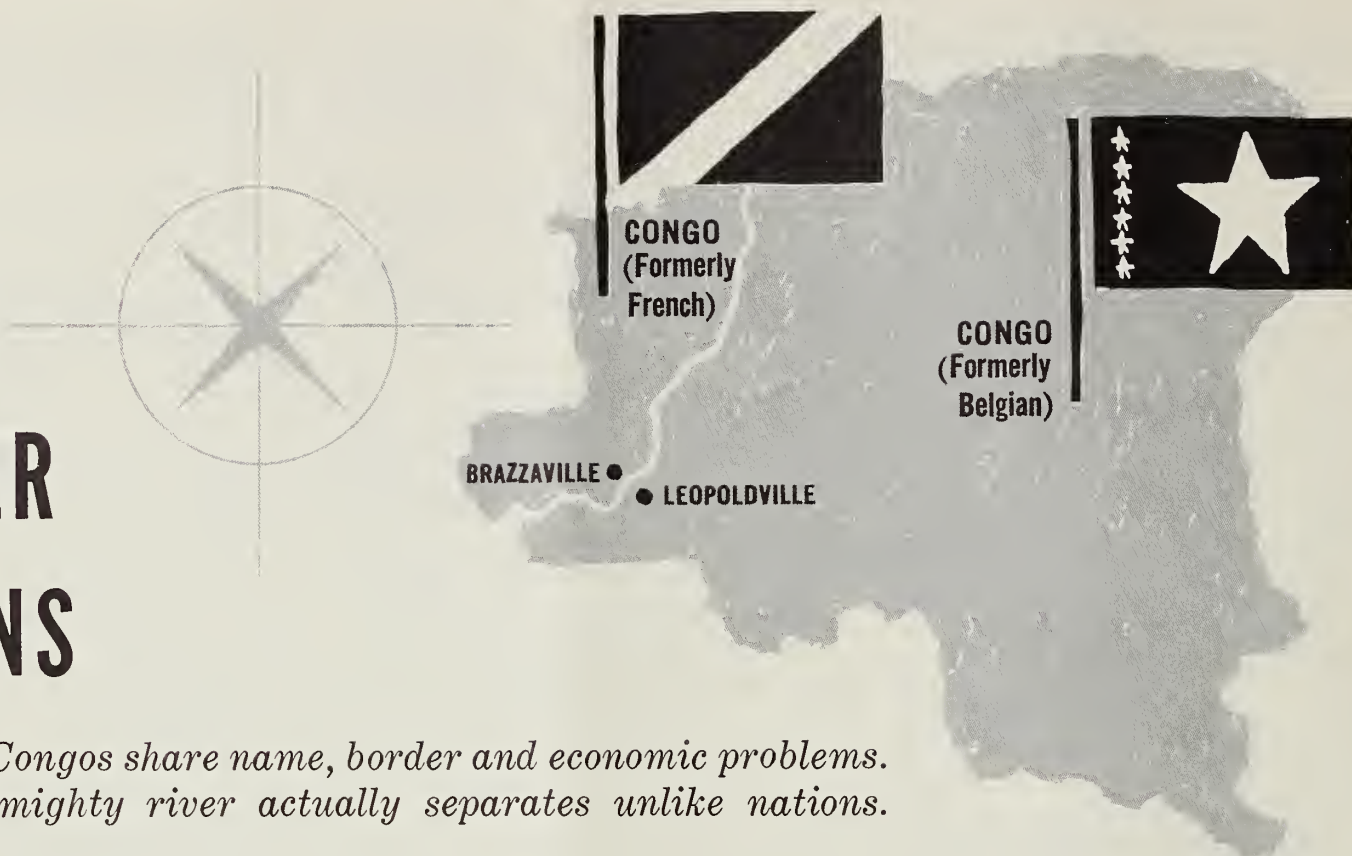 CONGO
(Formerly
French)
CONGO
(Formerly
Belgian)
BRAZZAVILLE
LEOPOLDVILLE
R
NS
Congos share name, border and economic problems.
mighty river actually separates unlike nations.